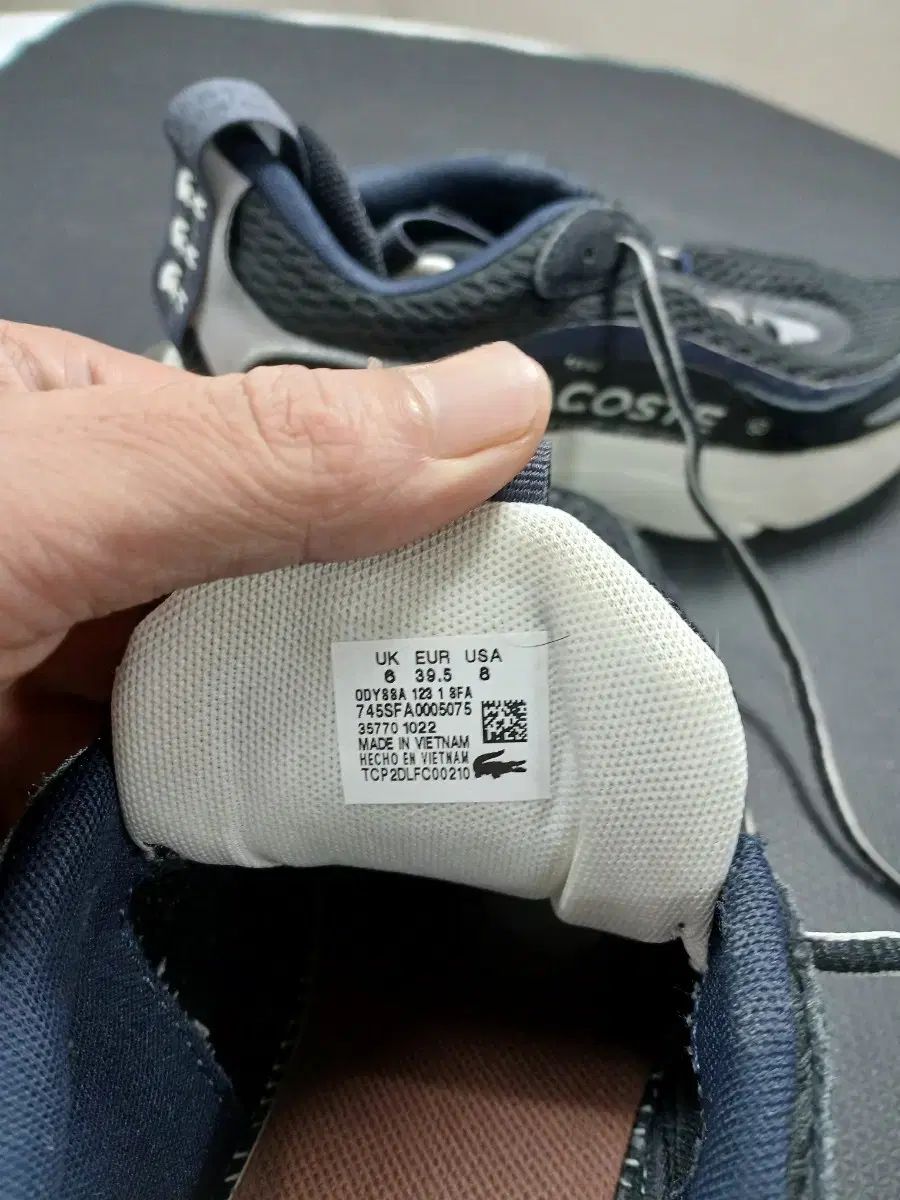 COSTE
UK EUR USA
6 39.5 8
0DY88A 123 1 8FA
745SFA0005075
35770 1022
MADE IN VIETNAM
HECHO EN VIETNAM
TCP2DLFC00210